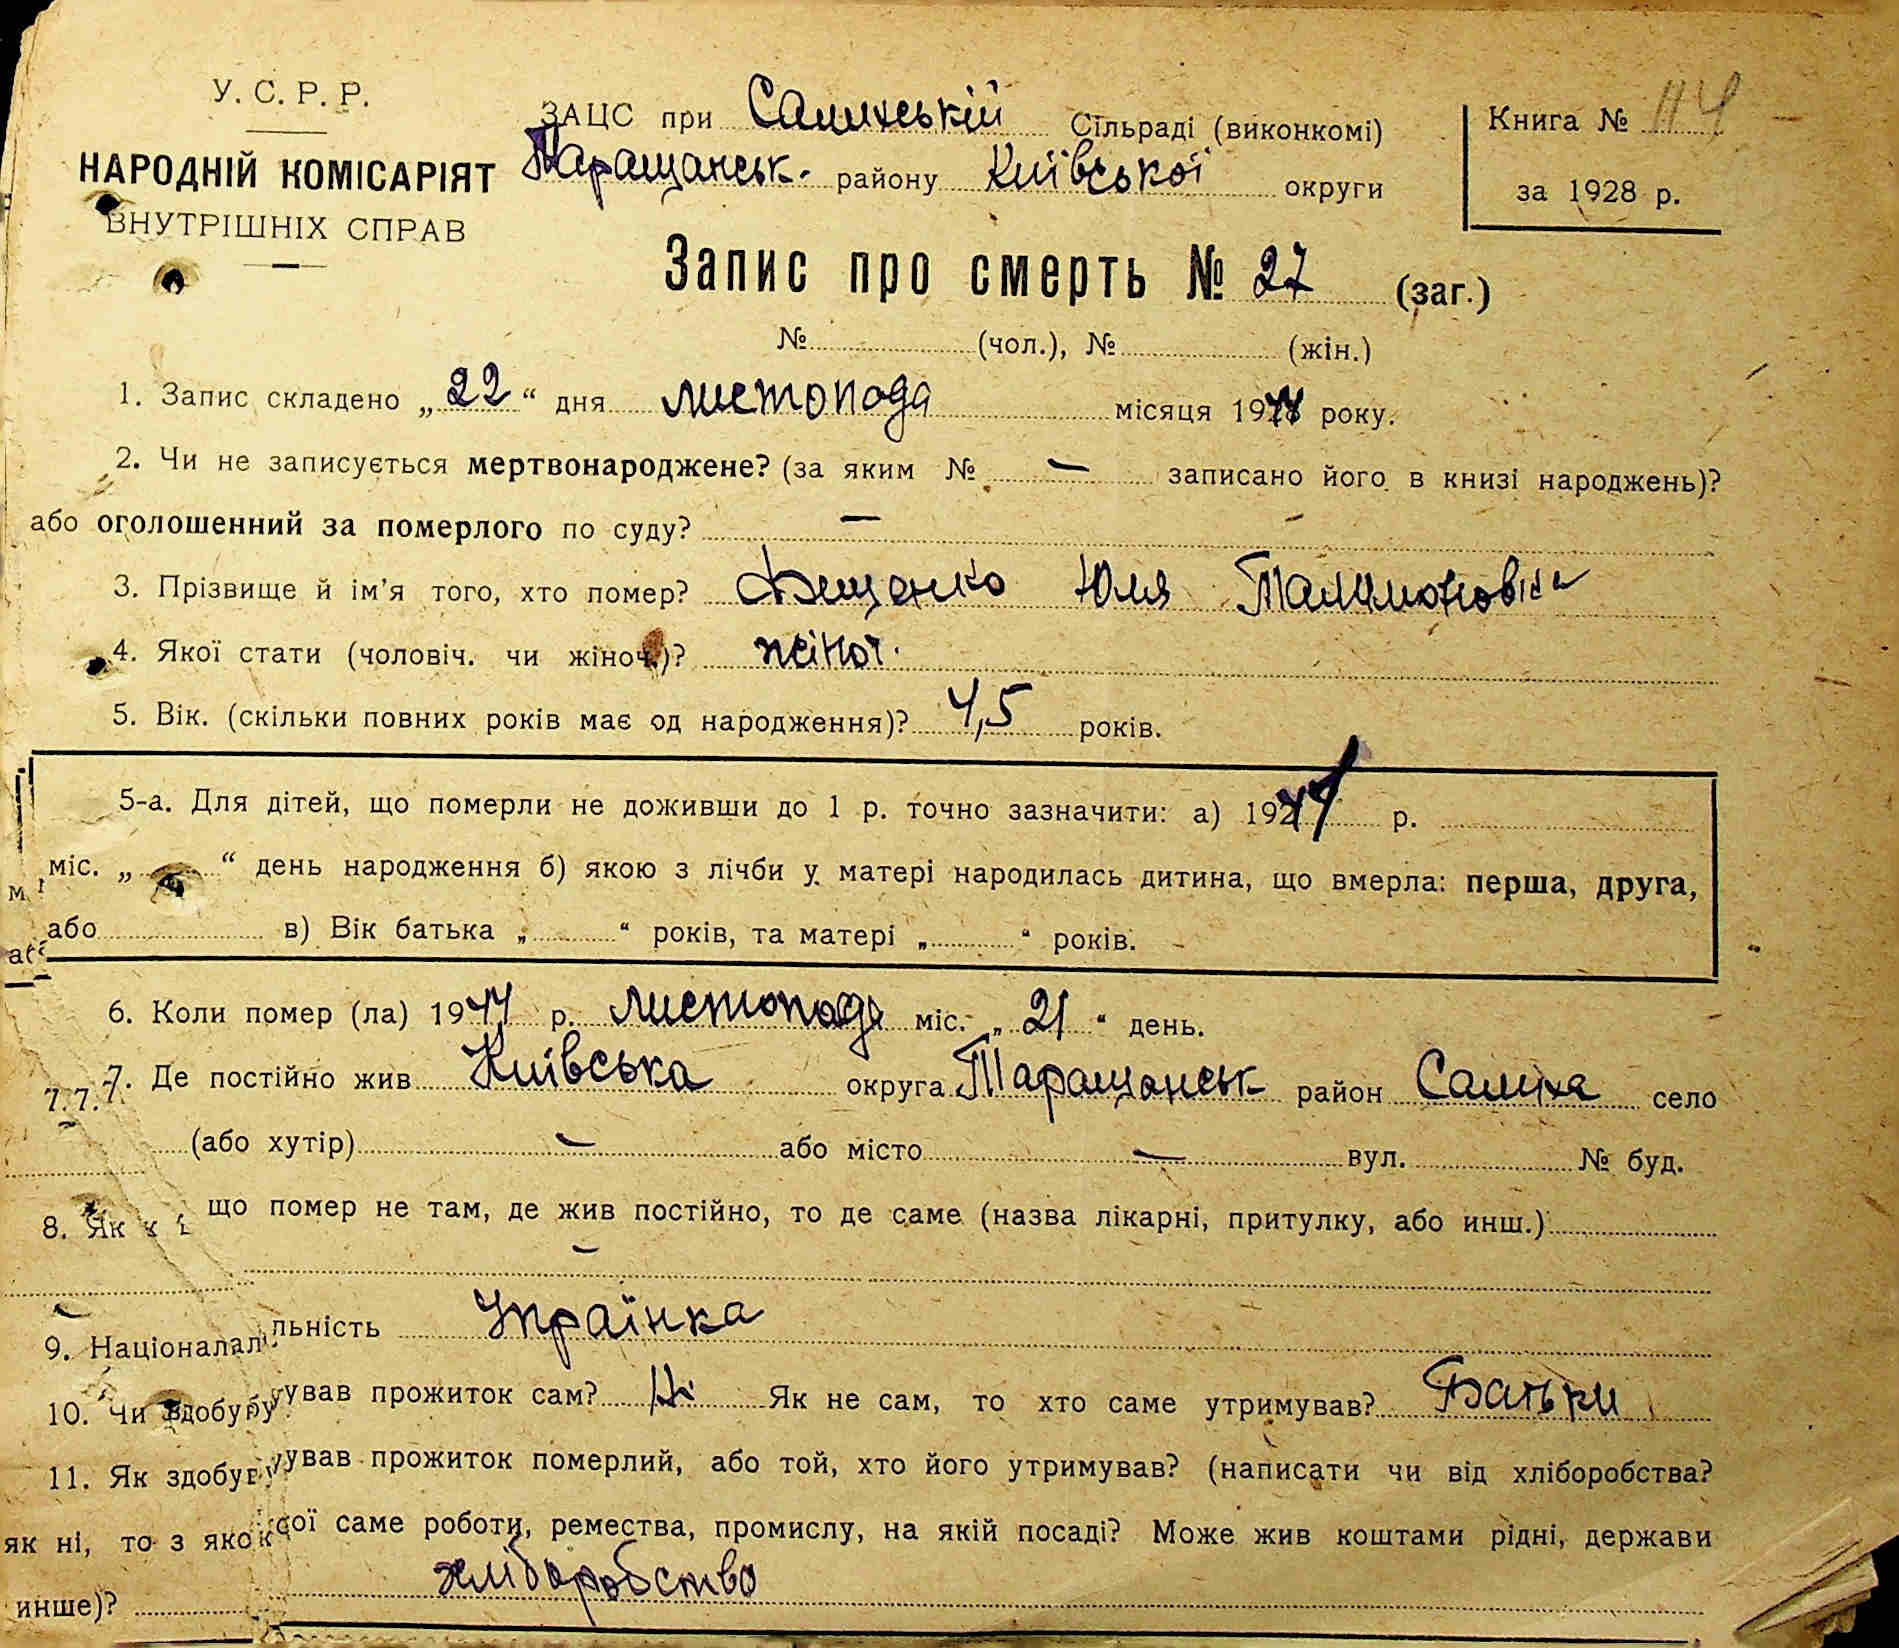 У. С. Р. Р.
НАРОДНІЙ КОМІСАРІЯТ
ВНУТРІШНІХ СПРАВ
ЗАЦС при Салихській Сільраді (виконкомі)
Таращанськ. району Київської округи
Книга № 114
за 1928 р.
Запис про смерть № 27 (заг.)
№ (чол.), № (жін.)
1. Запис складено „22“ дня листопада місяця 1944 року.
2. Чи не записується мертвонароджене? (за яким № — записано його в книзі народжень)?
або оголошенний за померлого по суду? —
3. Прізвище й ім'я того, хто помер? Юля
4. Якої стати (чоловіч. чи жіноч.)? жіноч.
5. Вік. (скільки повних років має од народження)? 4,5 років.
5-а. Для дітей, що померли не доживши до 1 р. точно зазначити: а) 1944 р.
міс. „ “ день народження б) якою з лічби у матері народилась дитина, що вмерла: перша, друга,
або в) Вік батька „ “ років, та матері „ “ років.
6. Коли помер (ла) 1944 р. листопада міс. „21“ день.
7. Де постійно жив Київська округа Таращанськ район Салиха село
(або хутір) — або місто — вул. № буд.
8. Як що помер не там, де жив постійно, то де саме (назва лікарні, притулку, або инш.)
—
9. Національність Українка
10. Чи здобував прожиток сам? Ні Як не сам, то хто саме утримував? Батьки
11. Як здобував прожиток померлий, або той, хто його утримував? (написати чи від хліборобства?
як ні, то з якої саме роботи, ремества, промислу, на якій посаді? Може жив коштами рідні, держави
инше)? хліборобство